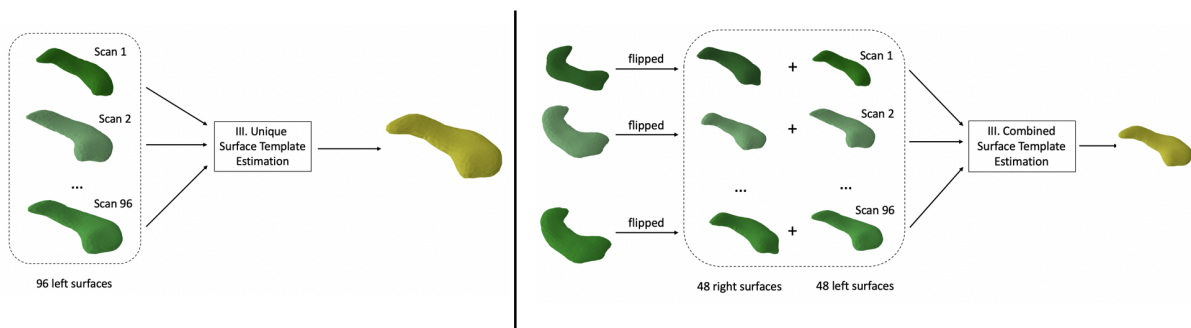 Scan 1
Scan 2
...
Scan 96
III. Unique
Surface Template
Estimation
96 left surfaces
flipped
flipped
flipped
+
+
+
...
...
Scan 1
Scan 2
Scan 96
III. Combined
Surface Template
Estimation
48 right surfaces
48 left surfaces